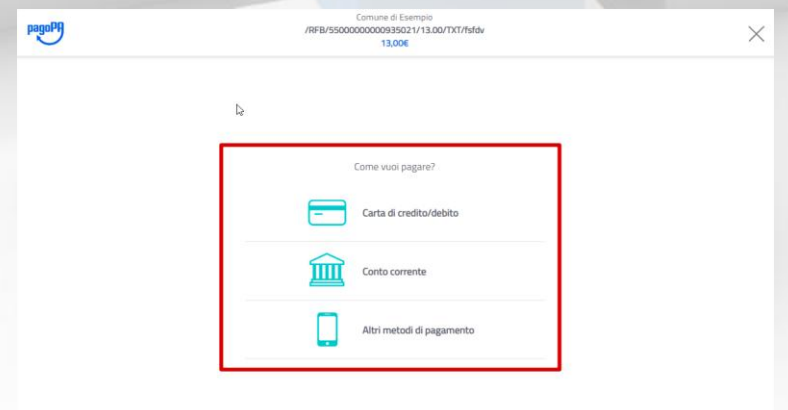 pagoPA
Comune di Esempio
/RFB/55000000000935021/13.00/TXT/fsfdv
13,00€
Come vuoi pagare?
Carta di credito/debito
Conto corrente
Altri metodi di pagamento